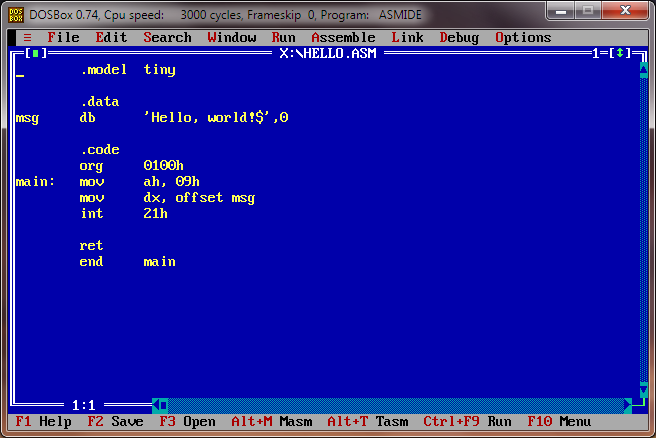 DOSBox 0.74, Cpu speed: 3000 cycles, Frameskip 0, Program: ASMIDE
≡ File Edit Search Window Run Assemble Link Debug Options
[■] X:\HELLO.ASM 1=[↕]
.model tiny
.data
msg db 'Hello, world!$',0
.code
org 0100h
main: mov ah, 09h
mov dx, offset msg
int 21h
ret
end main
1:1
F1 Help F2 Save F3 Open Alt+M Masm Alt+T Tasm Ctrl+F9 Run F10 Menu